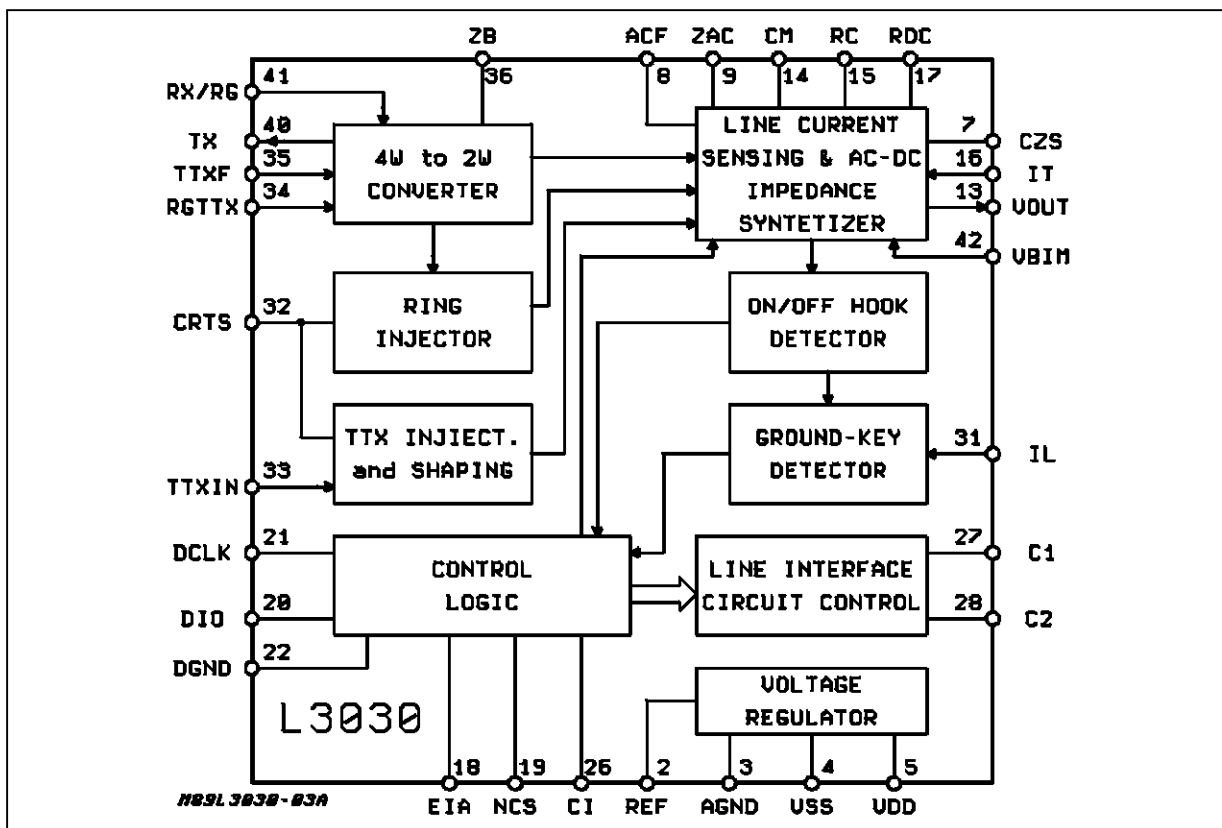 ZB
ACF ZAC CM RC RDC
36 8 9 14 15 17
41
RX/RG
40
TX
35
TTXF
34
RGTTX
4W to 2W
CONVERTER
LINE CURRENT
SENSING & AC-DC
IMPEDANCE
SYNTETIZER
7
CZS
16
IT
13
VOUT
42
VBIM
32
CRTS
RING
INJECTOR
ON/OFF HOOK
DETECTOR
TTX INJIECT.
and SHAPING
GROUND-KEY
DETECTOR
31
IL
33
TTXIN
21
DCLK
20
DIO
22
DGND
CONTROL
LOGIC
LINE INTERFACE
CIRCUIT CONTROL
27
C1
28
C2
VOLTAGE
REGULATOR
L3030
18 19 26 2 3 4 5
EIA NCS CI REF AGND VSS VDD
M89L3030-03A